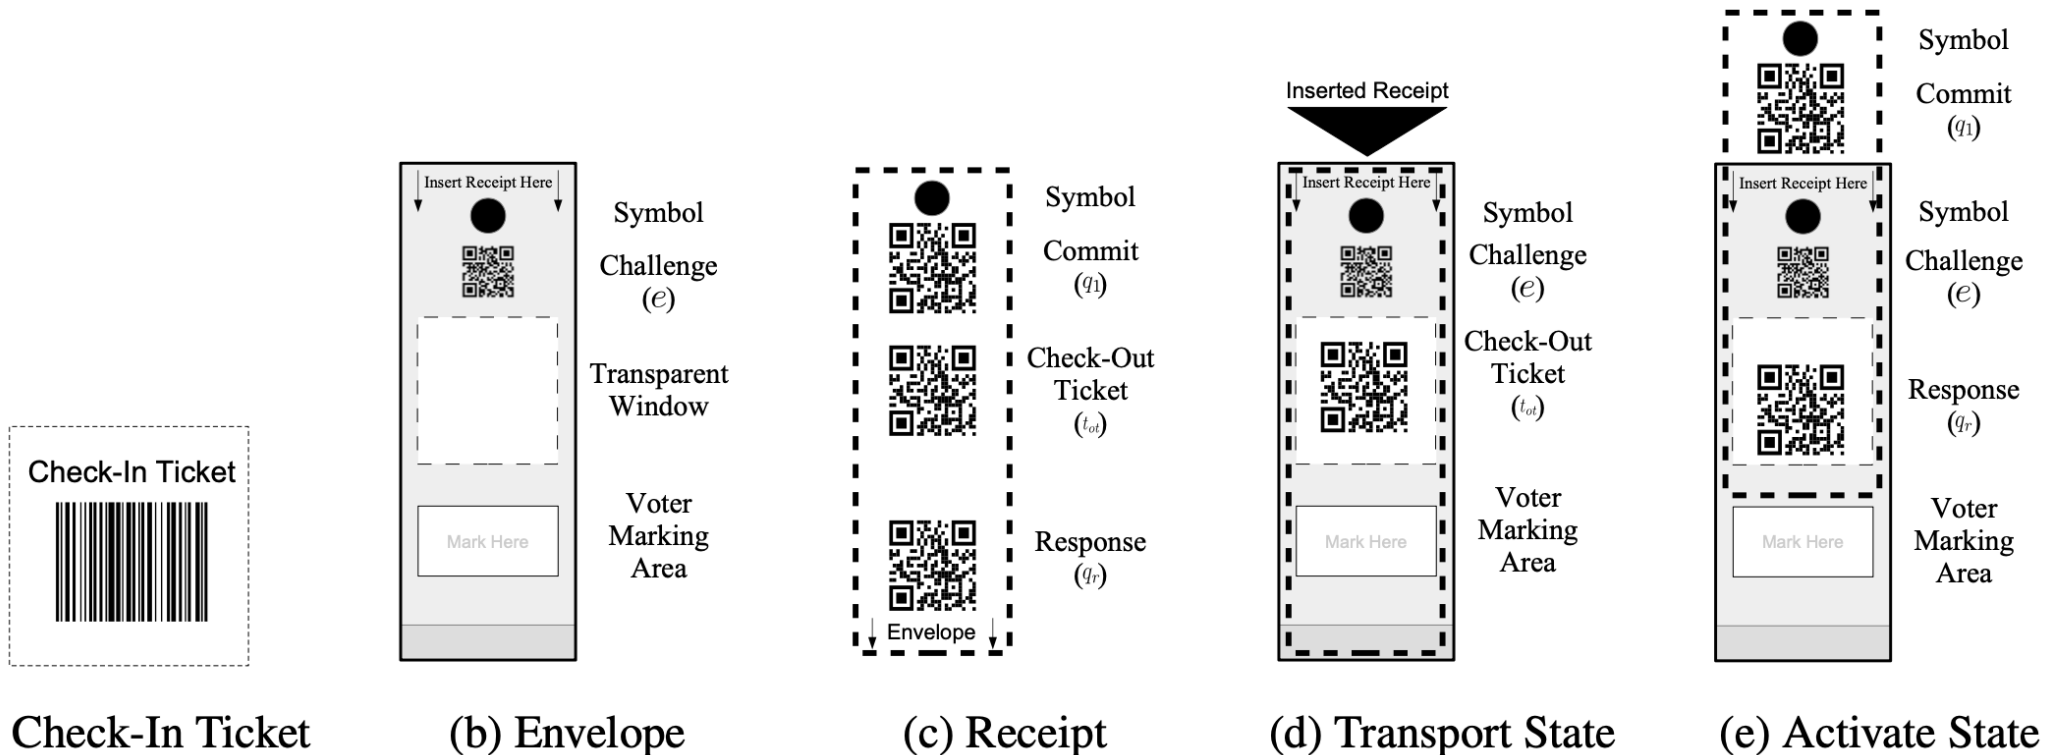 Check-In Ticket
Check-In Ticket
Insert Receipt Here
Symbol
Challenge
(e)
Transparent
Window
Voter
Marking
Area
Mark Here
(b) Envelope
Symbol
Commit
(q1)
Check-Out
Ticket
(tot)
Response
(qr)
Envelope
(c) Receipt
Inserted Receipt
Insert Receipt Here
Symbol
Challenge
(e)
Check-Out
Ticket
(tot)
Voter
Marking
Area
Mark Here
(d) Transport State
Symbol
Commit
(q1)
Insert Receipt Here
Symbol
Challenge
(e)
Response
(qr)
Voter
Marking
Area
Mark Here
(e) Activate State